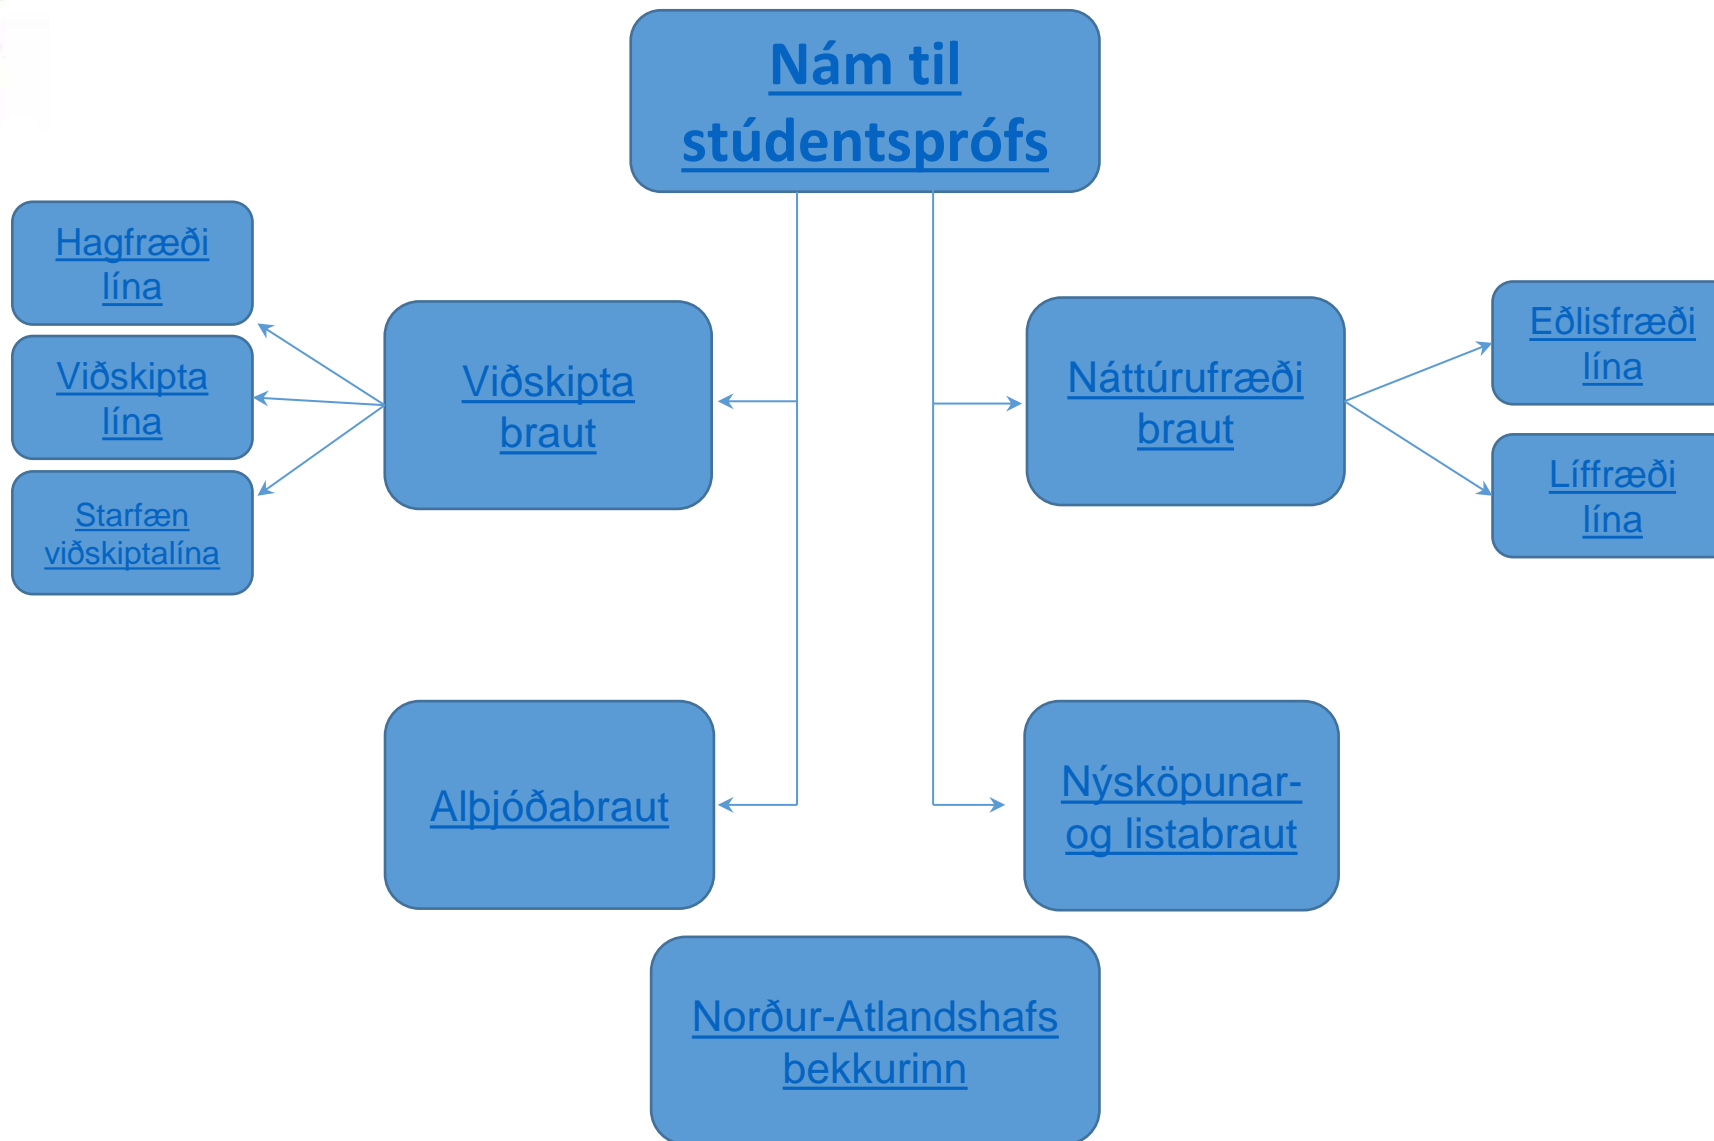 Nám til
stúdentsprófs
Hagfræði
lína
Viðskipta
lína
Starfæn
viðskiptalína
Viðskipta
braut
Náttúrufræði
braut
Eðlisfræði
lína
Líffræði
lína
Alþjóðabraut
Nýsköpunar-
og listabraut
Norður-Atlandshafs
bekkurinn